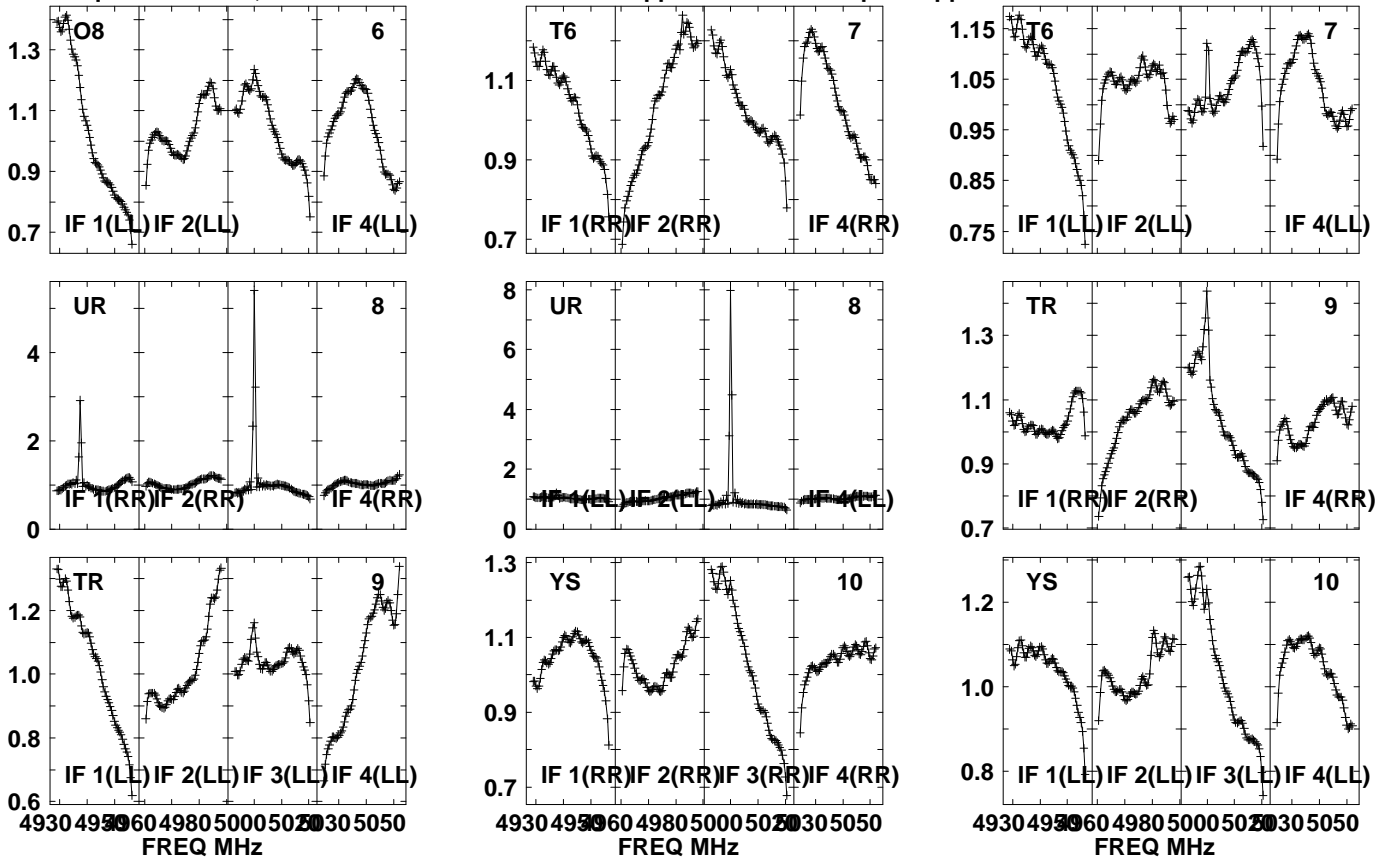 O8 6
1.3
1.1
0.9
0.7
IF 1(LL) IF 2(LL) IF 4(LL)
T6 7
1.1
0.9
0.7
IF 1(RR) IF 2(RR) IF 4(RR)
T6 7
1.15
1.05
0.95
0.85
0.75
IF 1(LL) IF 2(LL) IF 4(LL)
UR 8
4
2
0
IF 1(RR) IF 2(RR) IF 4(RR)
UR 8
8
6
4
2
0
IF 1(LL) IF 2(LL) IF 4(LL)
TR 9
1.3
1.1
0.9
0.7
IF 1(RR) IF 2(RR) IF 4(RR)
TR 9
1.2
1.0
0.8
0.6
IF 1(LL) IF 2(LL) IF 3(LL) IF 4(LL)
4930 4950 4960 4980 5000 5020 5030 5050
FREQ MHz
YS 10
1.3
1.1
0.9
0.7
IF 1(RR) IF 2(RR) IF 3(RR) IF 4(RR)
4930 4950 4960 4980 5000 5020 5030 5050
FREQ MHz
YS 10
1.2
1.0
0.8
IF 1(LL) IF 2(LL) IF 3(LL) IF 4(LL)
4930 4950 4960 4980 5000 5020 5030 5050
FREQ MHz